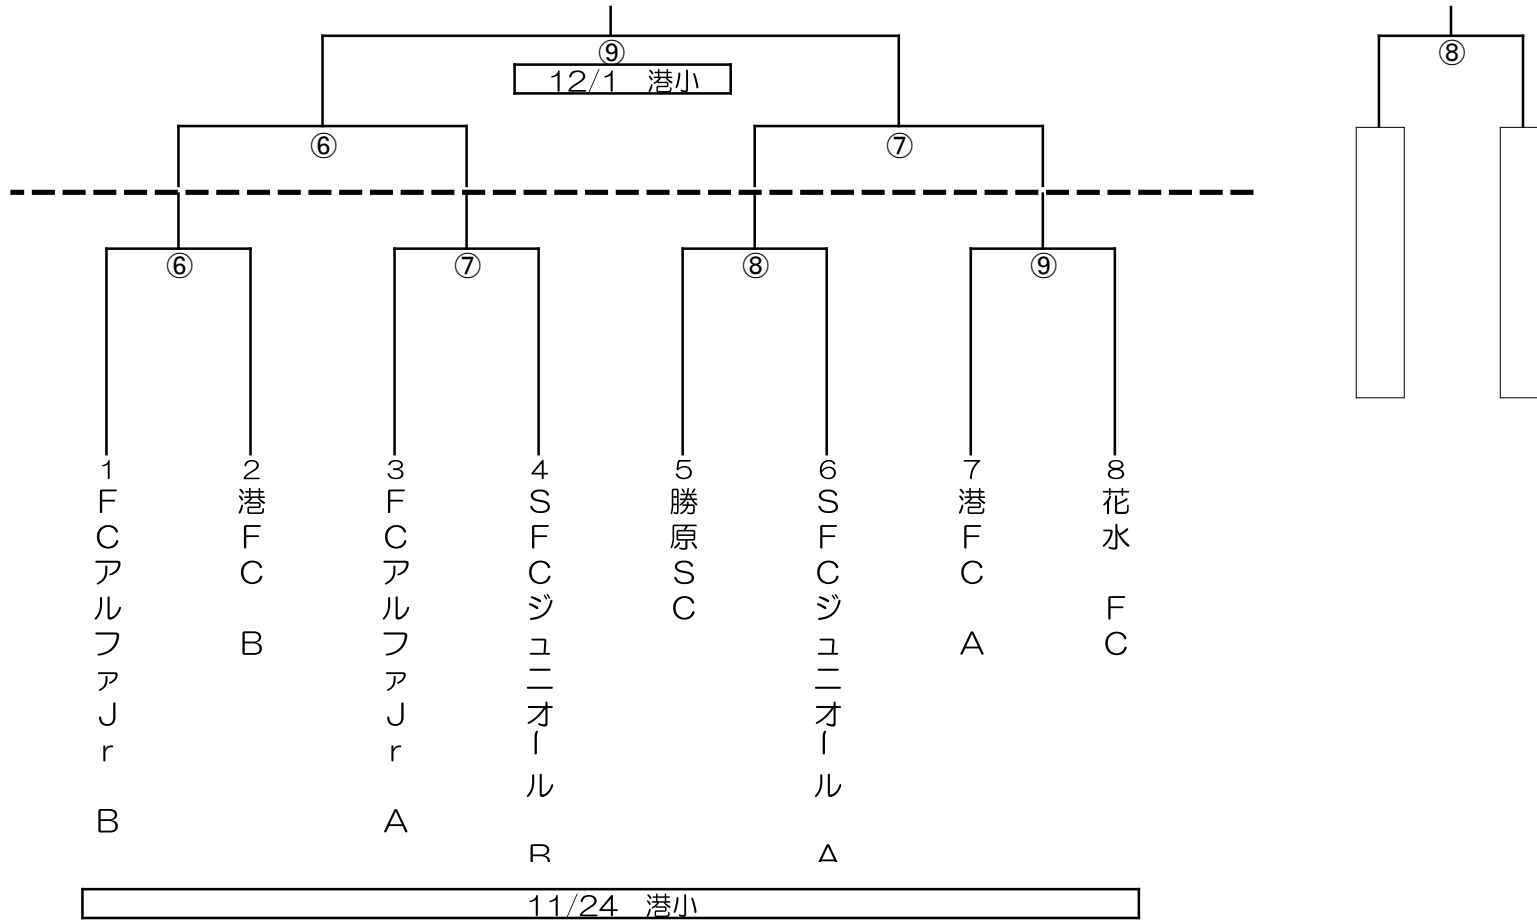 ⑨
⑧
12/1　港小
⑥
⑦
⑥
⑦
⑧
⑨
1 FCアルファJr B
2 港FC B
3 FCアルファJr A
4 SFCジュニオール B
5 勝原SC
6 SFCジュニオール A
7 港FC A
8 花水 FC
11/24　港小